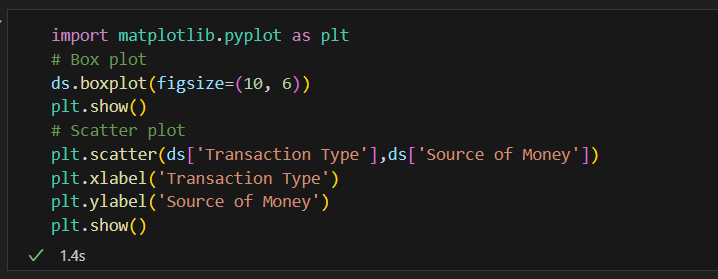 import matplotlib.pyplot as plt
# Box plot
ds.boxplot(figsize=(10, 6))
plt.show()
# Scatter plot
plt.scatter(ds['Transaction Type'],ds['Source of Money'])
plt.xlabel('Transaction Type')
plt.ylabel('Source of Money')
plt.show()
1.4s